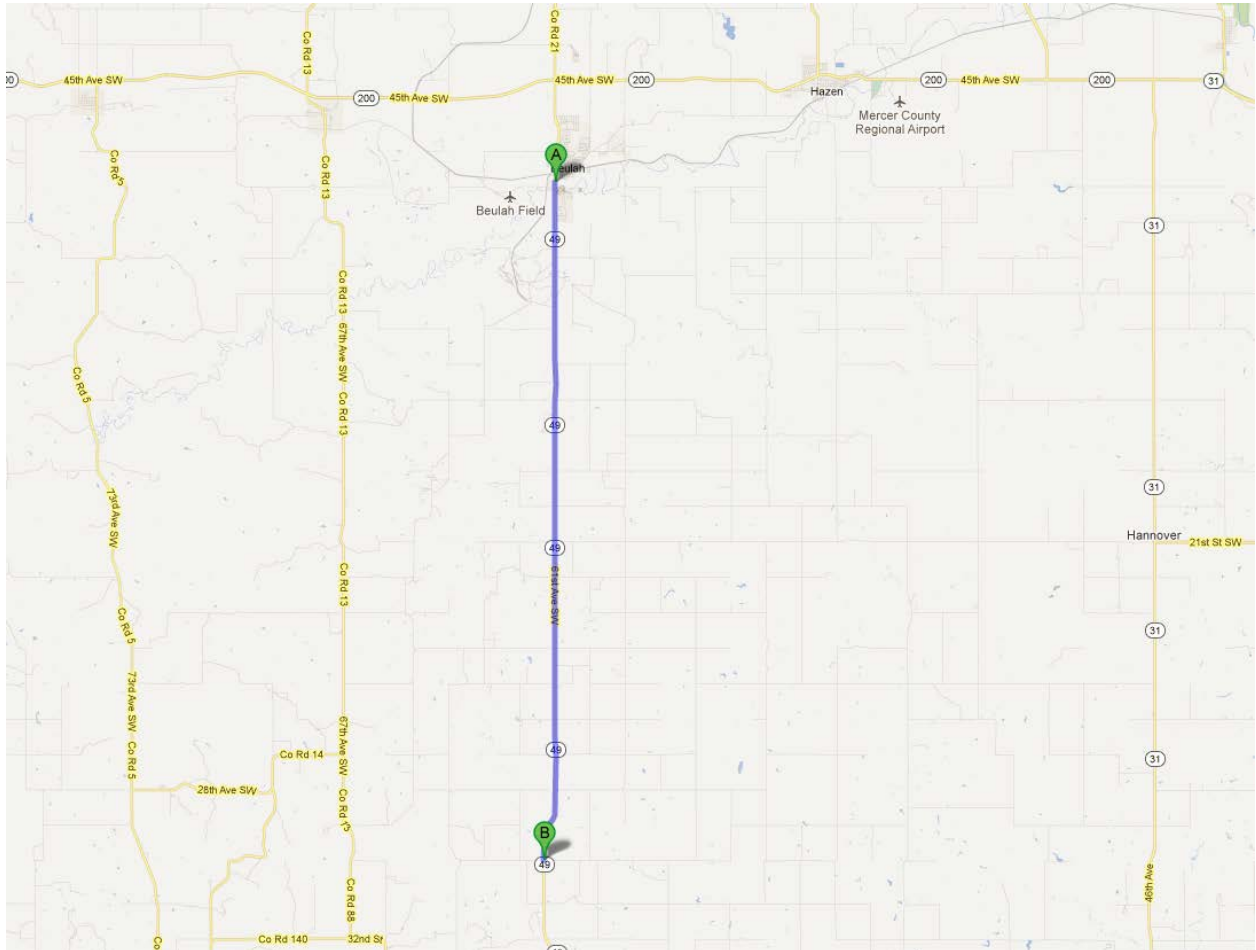 Co Rd 13
Co Rd 21
00
45th Ave SW
200
45th Ave SW
45th Ave SW
200
Hazen
200
45th Ave SW
200
31
Mercer County
Regional Airport
Co Rd 5
Co Rd 13
A
Beulah
Beulah Field
49
31
Co Rd 13
67th Ave SW
Co Rd 5
Co Rd 13
49
31
73rd Ave SW
Hannover
21st St SW
49
61st Ave SW
Co Rd 13
Co Rd 5
31
73rd Ave SW
67th Ave SW
Co Rd 5
Co Rd 14
49
31
28th Ave SW
Co Rd 13
B
49
46th Ave
Co Rd 88
Co Rd 140
32nd St